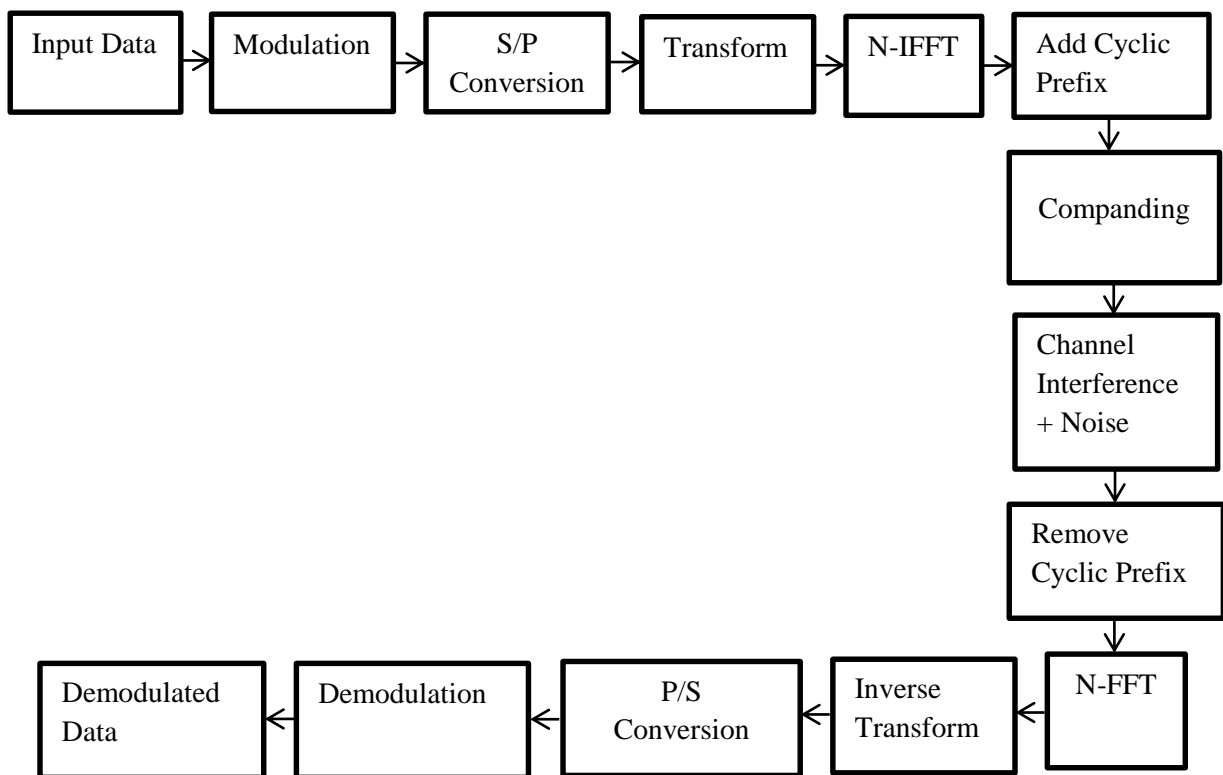 Input Data
Modulation
S/P
Conversion
Transform
N-IFFT
Add Cyclic
Prefix
Companding
Channel
Interference
+ Noise
Remove
Cyclic Prefix
N-FFT
Inverse
Transform
P/S
Conversion
Demodulation
Demodulated
Data